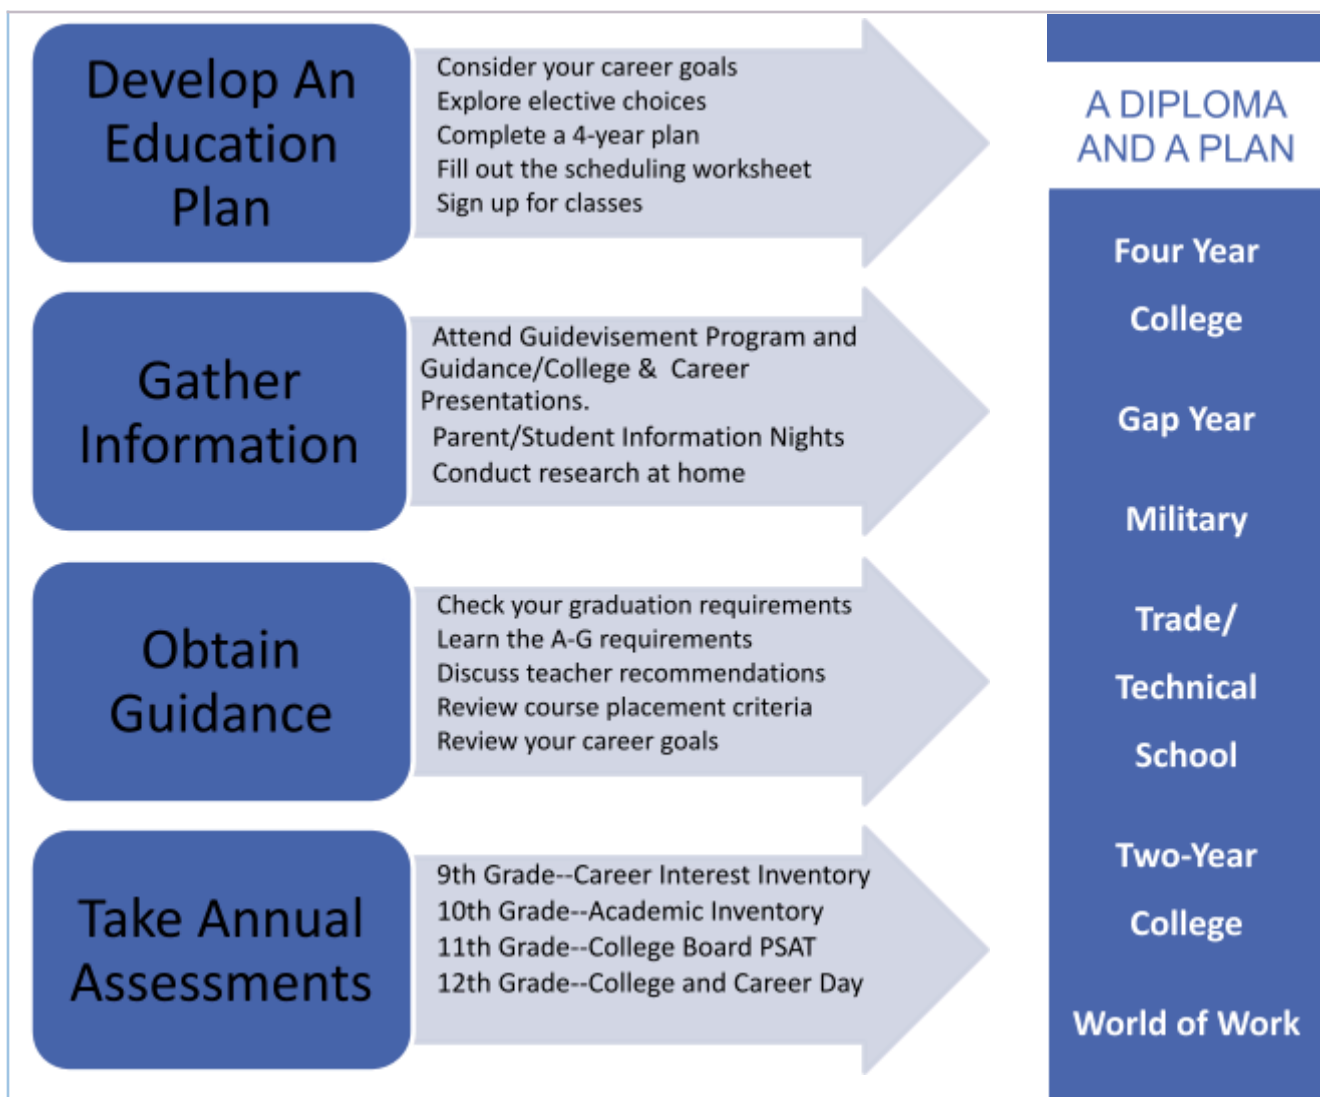 Develop An
Education
Plan
Consider your career goals
Explore elective choices
Complete a 4-year plan
Fill out the scheduling worksheet
Sign up for classes
Gather
Information
Attend Guidevisement Program and
Guidance/College & Career
Presentations.
Parent/Student Information Nights
Conduct research at home
Obtain
Guidance
Check your graduation requirements
Learn the A-G requirements
Discuss teacher recommendations
Review course placement criteria
Review your career goals
Take Annual
Assessments
9th Grade--Career Interest Inventory
10th Grade--Academic Inventory
11th Grade--College Board PSAT
12th Grade--College and Career Day
A DIPLOMA
AND A PLAN
Four Year
College
Gap Year
Military
Trade/
Technical
School
Two-Year
College
World of Work